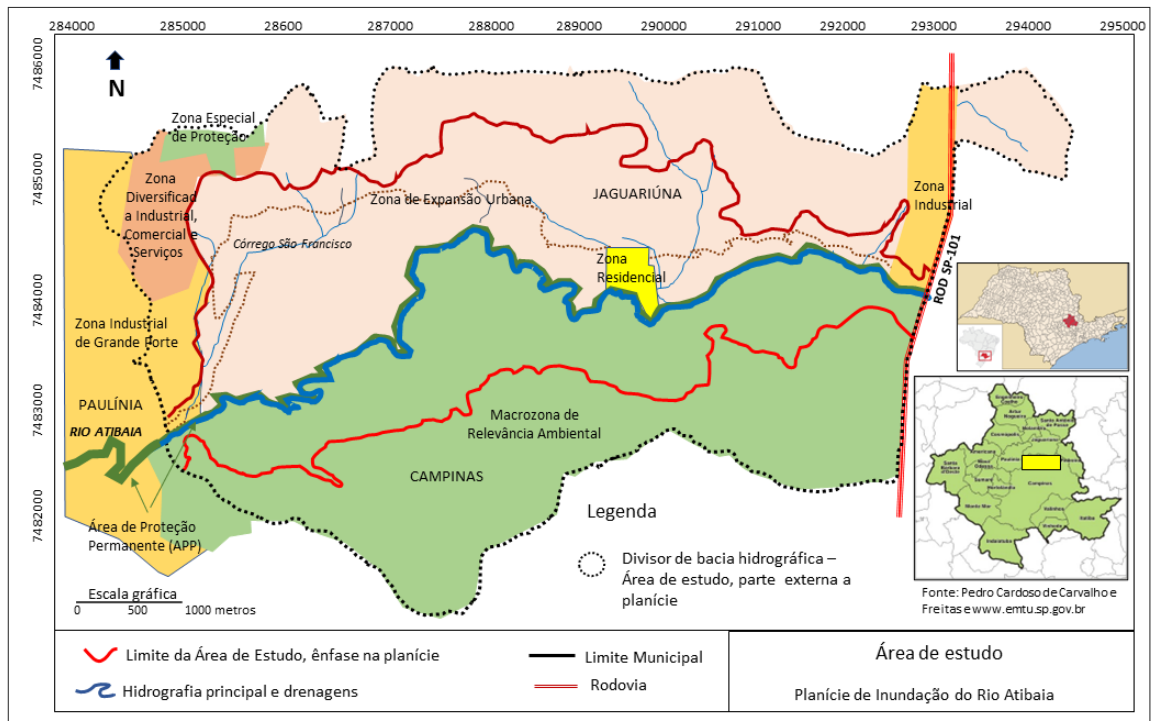 284000 285000 28600 287000 288000 289000 290000 292000 293000 294000 295000
7486000
7485000
7484000
7483000
7482000
N
Zona Especial
de Proteção
Zona
Diversificad
a Industrial,
Comercial e
Serviços
Zona de Expansão Urbana
JAGUARIÚNA
Zona
Industrial
Córrego São Francisco
Zona
Residencial
ROD SP-101
Zona Industrial
de Grande Porte
PAULÍNIA
RIO ATIBAIA
Macrozona de
Relevância Ambiental
CAMPINAS
Área de Proteção
Permanente (APP)
Escala gráfica
0 500 1000 metros
Legenda
Divisor de bacia hidrográfica –
Área de estudo, parte externa a
planície
Fonte: Pedro Cardoso de Carvalho e
Freitas e www.emtu.sp.gov.br
Limite da Área de Estudo, ênfase na planície
Limite Municipal
Hidrografia principal e drenagens
Rodovia
Área de estudo
Planície de Inundação do Rio Atibaia